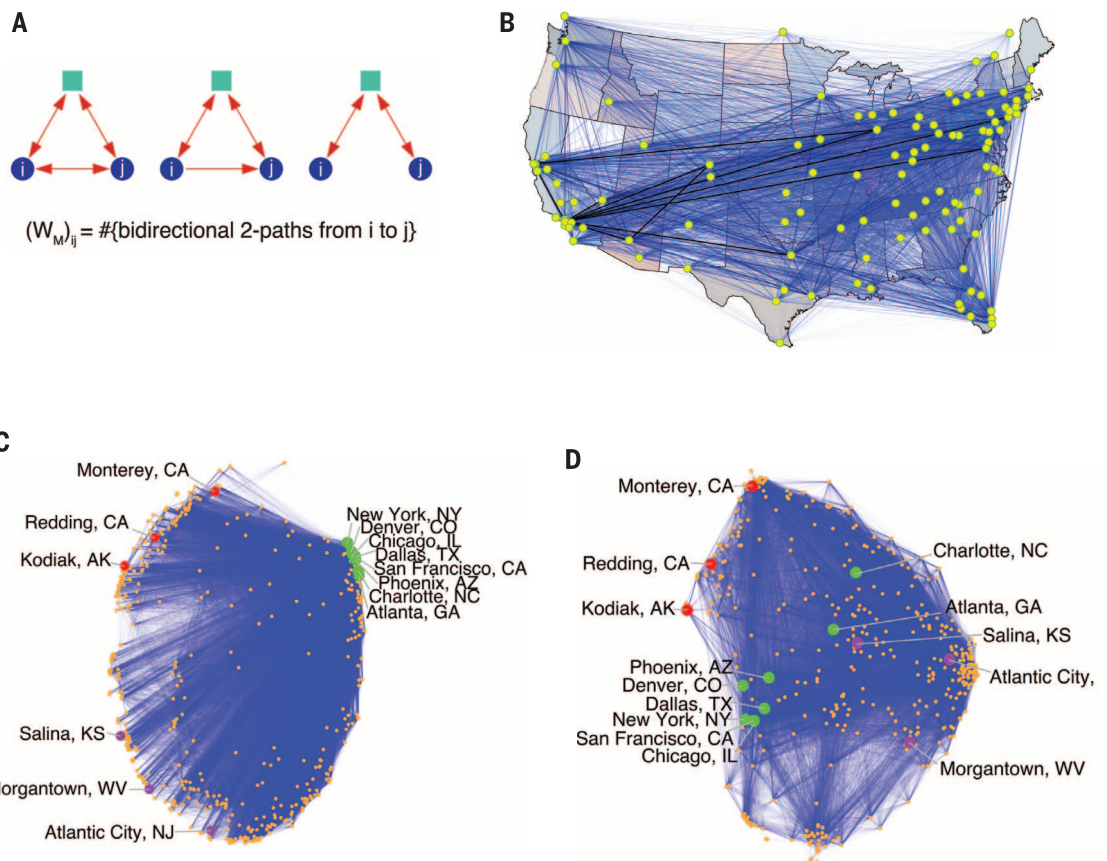 A
B
i
j
i
j
i
j
(W_M)_ij = #{bidirectional 2-paths from i to j}
C
Monterey, CA
Redding, CA
Kodiak, AK
New York, NY
Denver, CO
Chicago, IL
Dallas, TX
San Francisco, CA
Phoenix, AZ
Charlotte, NC
Atlanta, GA
Salina, KS
organtown, WV
Atlantic City, NJ
D
Monterey, CA
Redding, CA
Kodiak, AK
Charlotte, NC
Atlanta, GA
Salina, KS
Atlantic City,
Phoenix, AZ
Denver, CO
Dallas, TX
New York, NY
San Francisco, CA
Chicago, IL
Morgantown, WV